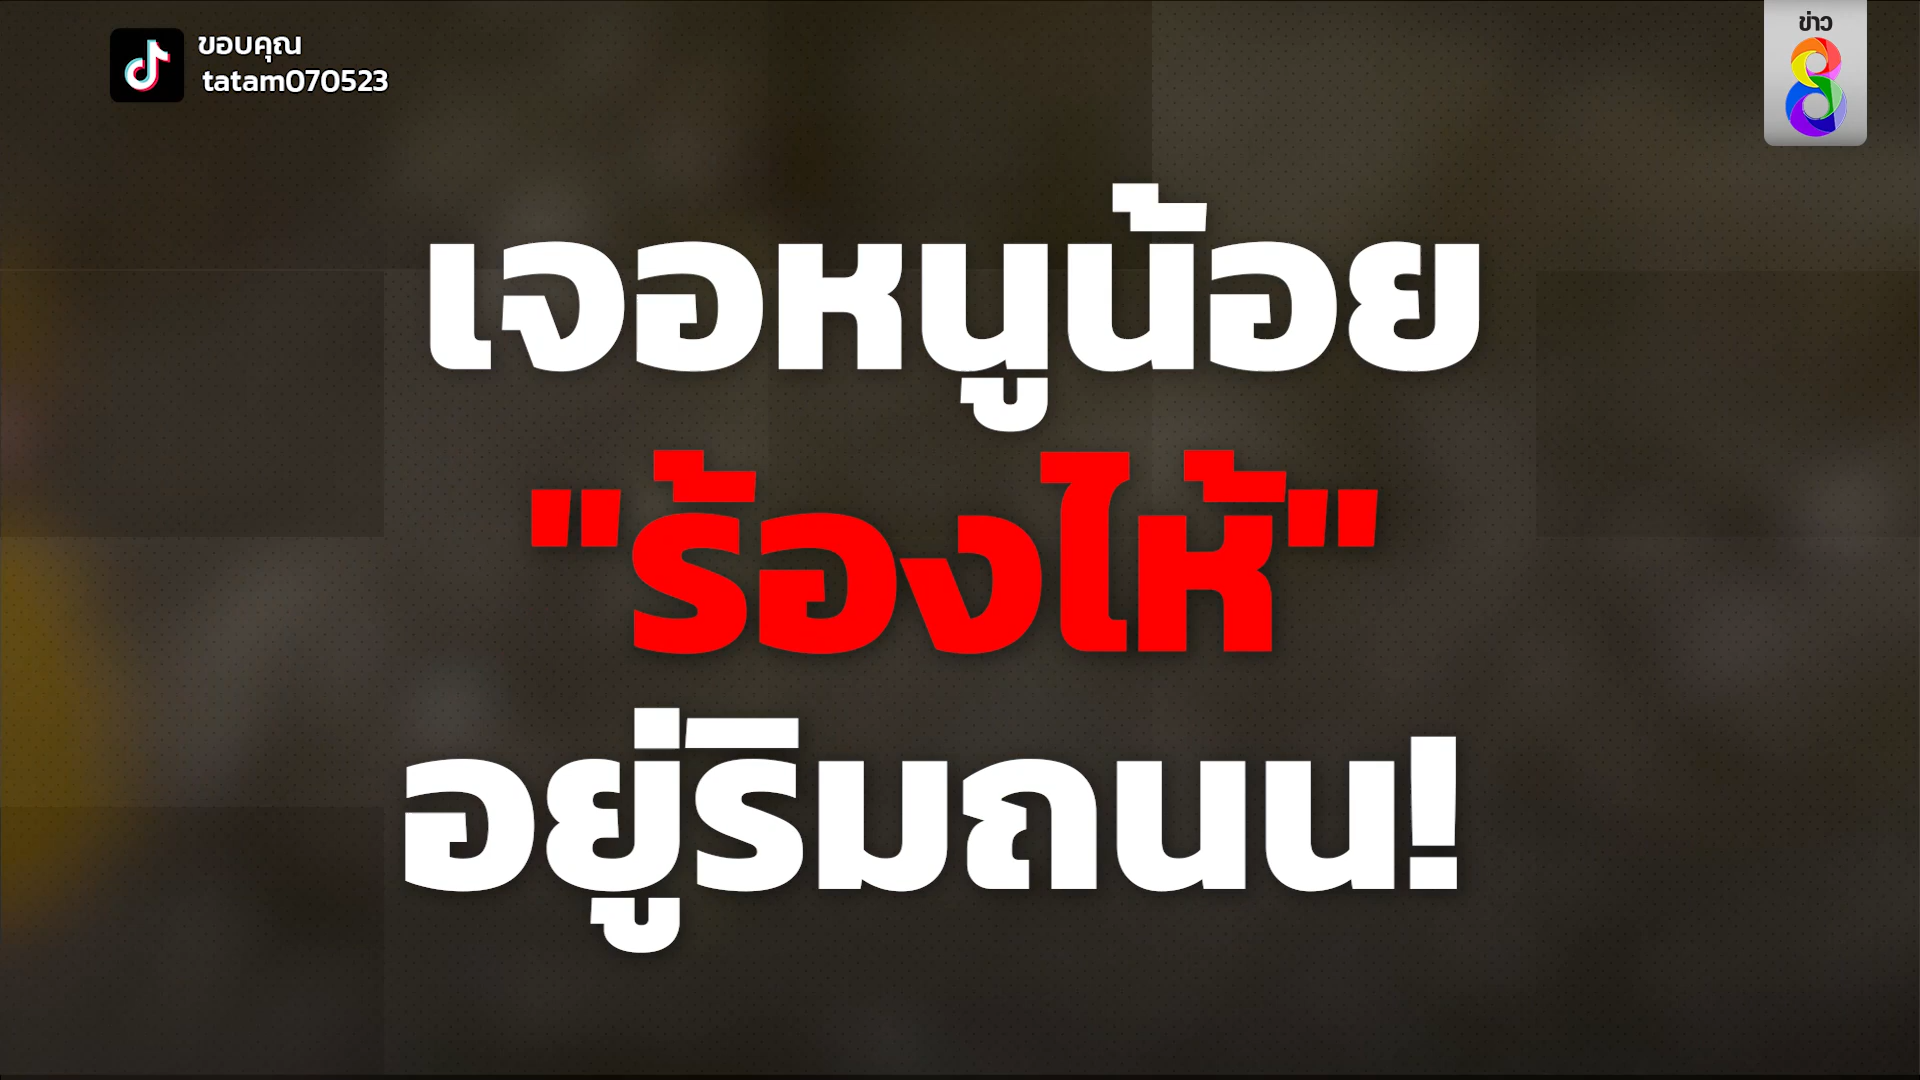 ขอบคุณ
tatam070523
ข่าว
8
เจอหนูน้อย
"ร้องไห้"
อยู่ริมถนน!